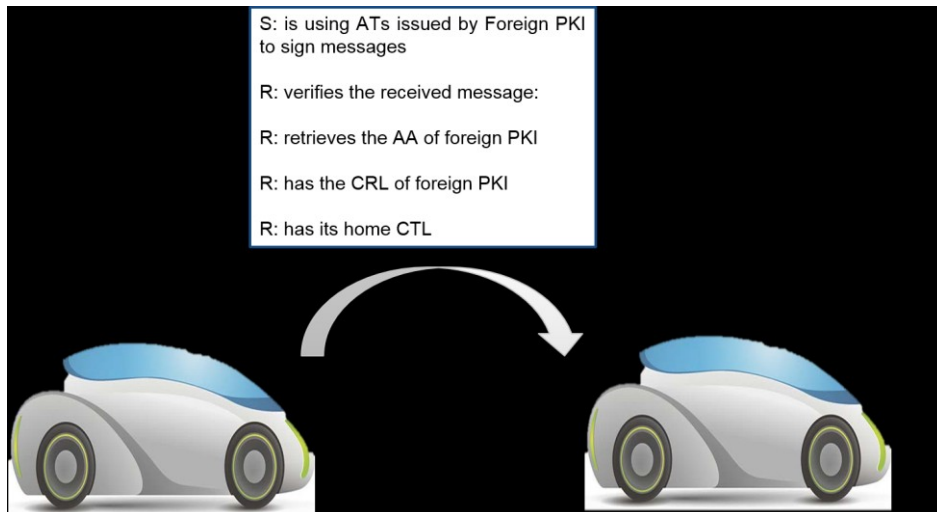 S: is using ATs issued by Foreign PKI
to sign messages
R: verifies the received message:
R: retrieves the AA of foreign PKI
R: has the CRL of foreign PKI
R: has its home CTL